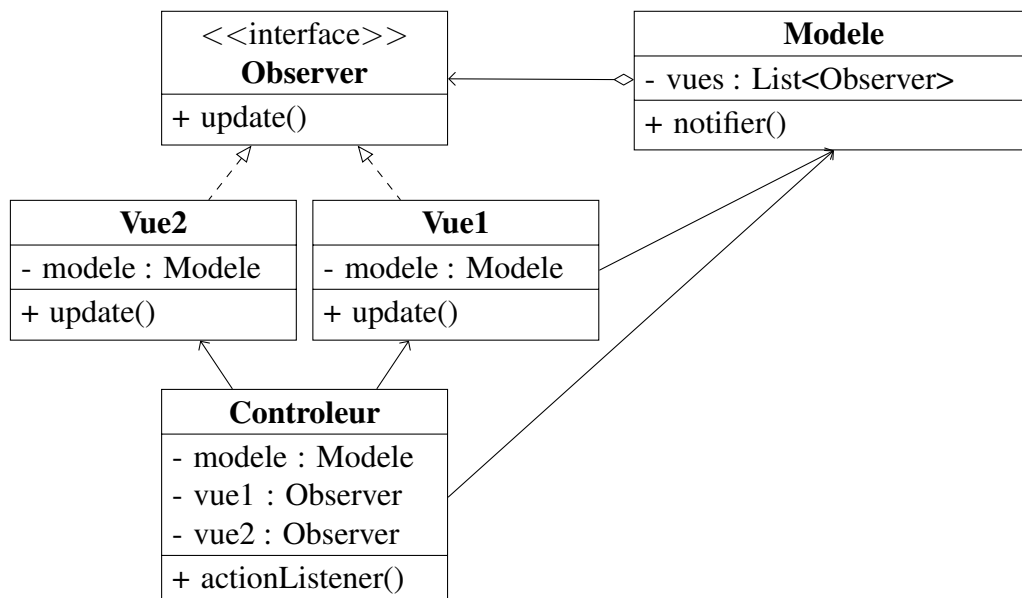 <<interface>>
Observer
+ update()
Modele
- vues : List<Observer>
+ notifier()
Vue2
- modele : Modele
+ update()
Vue1
- modele : Modele
+ update()
Controleur
- modele : Modele
- vue1 : Observer
- vue2 : Observer
+ actionListener()